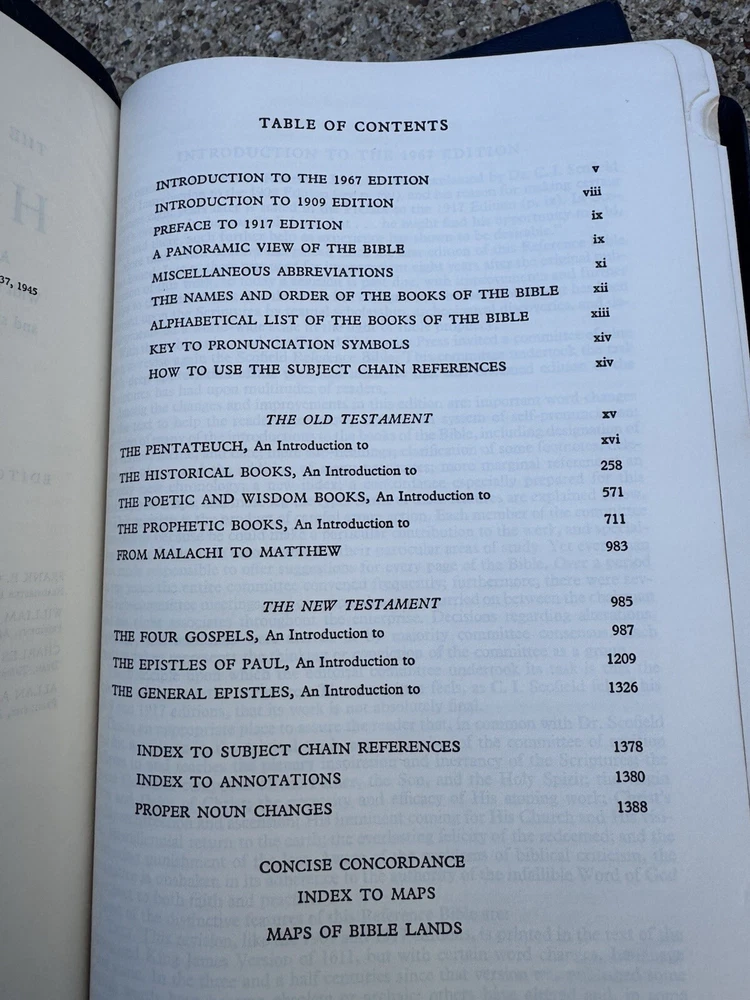 TABLE OF CONTENTS
INTRODUCTION TO THE 1967 EDITION v
INTRODUCTION TO 1909 EDITION viii
PREFACE TO 1917 EDITION ix
A PANORAMIC VIEW OF THE BIBLE ix
MISCELLANEOUS ABBREVIATIONS xi
THE NAMES AND ORDER OF THE BOOKS OF THE BIBLE xii
ALPHABETICAL LIST OF THE BOOKS OF THE BIBLE xiii
KEY TO PRONUNCIATION SYMBOLS xiv
HOW TO USE THE SUBJECT CHAIN REFERENCES xiv
THE OLD TESTAMENT xv
THE PENTATEUCH, An Introduction to xvi
THE HISTORICAL BOOKS, An Introduction to 258
THE POETIC AND WISDOM BOOKS, An Introduction to 571
THE PROPHETIC BOOKS, An Introduction to 711
FROM MALACHI TO MATTHEW 983
THE NEW TESTAMENT 985
THE FOUR GOSPELS, An Introduction to 987
THE EPISTLES OF PAUL, An Introduction to 1209
THE GENERAL EPISTLES, An Introduction to 1326
INDEX TO SUBJECT CHAIN REFERENCES 1378
INDEX TO ANNOTATIONS 1380
PROPER NOUN CHANGES 1388
CONCISE CONCORDANCE
INDEX TO MAPS
MAPS OF BIBLE LANDS
37, 1945